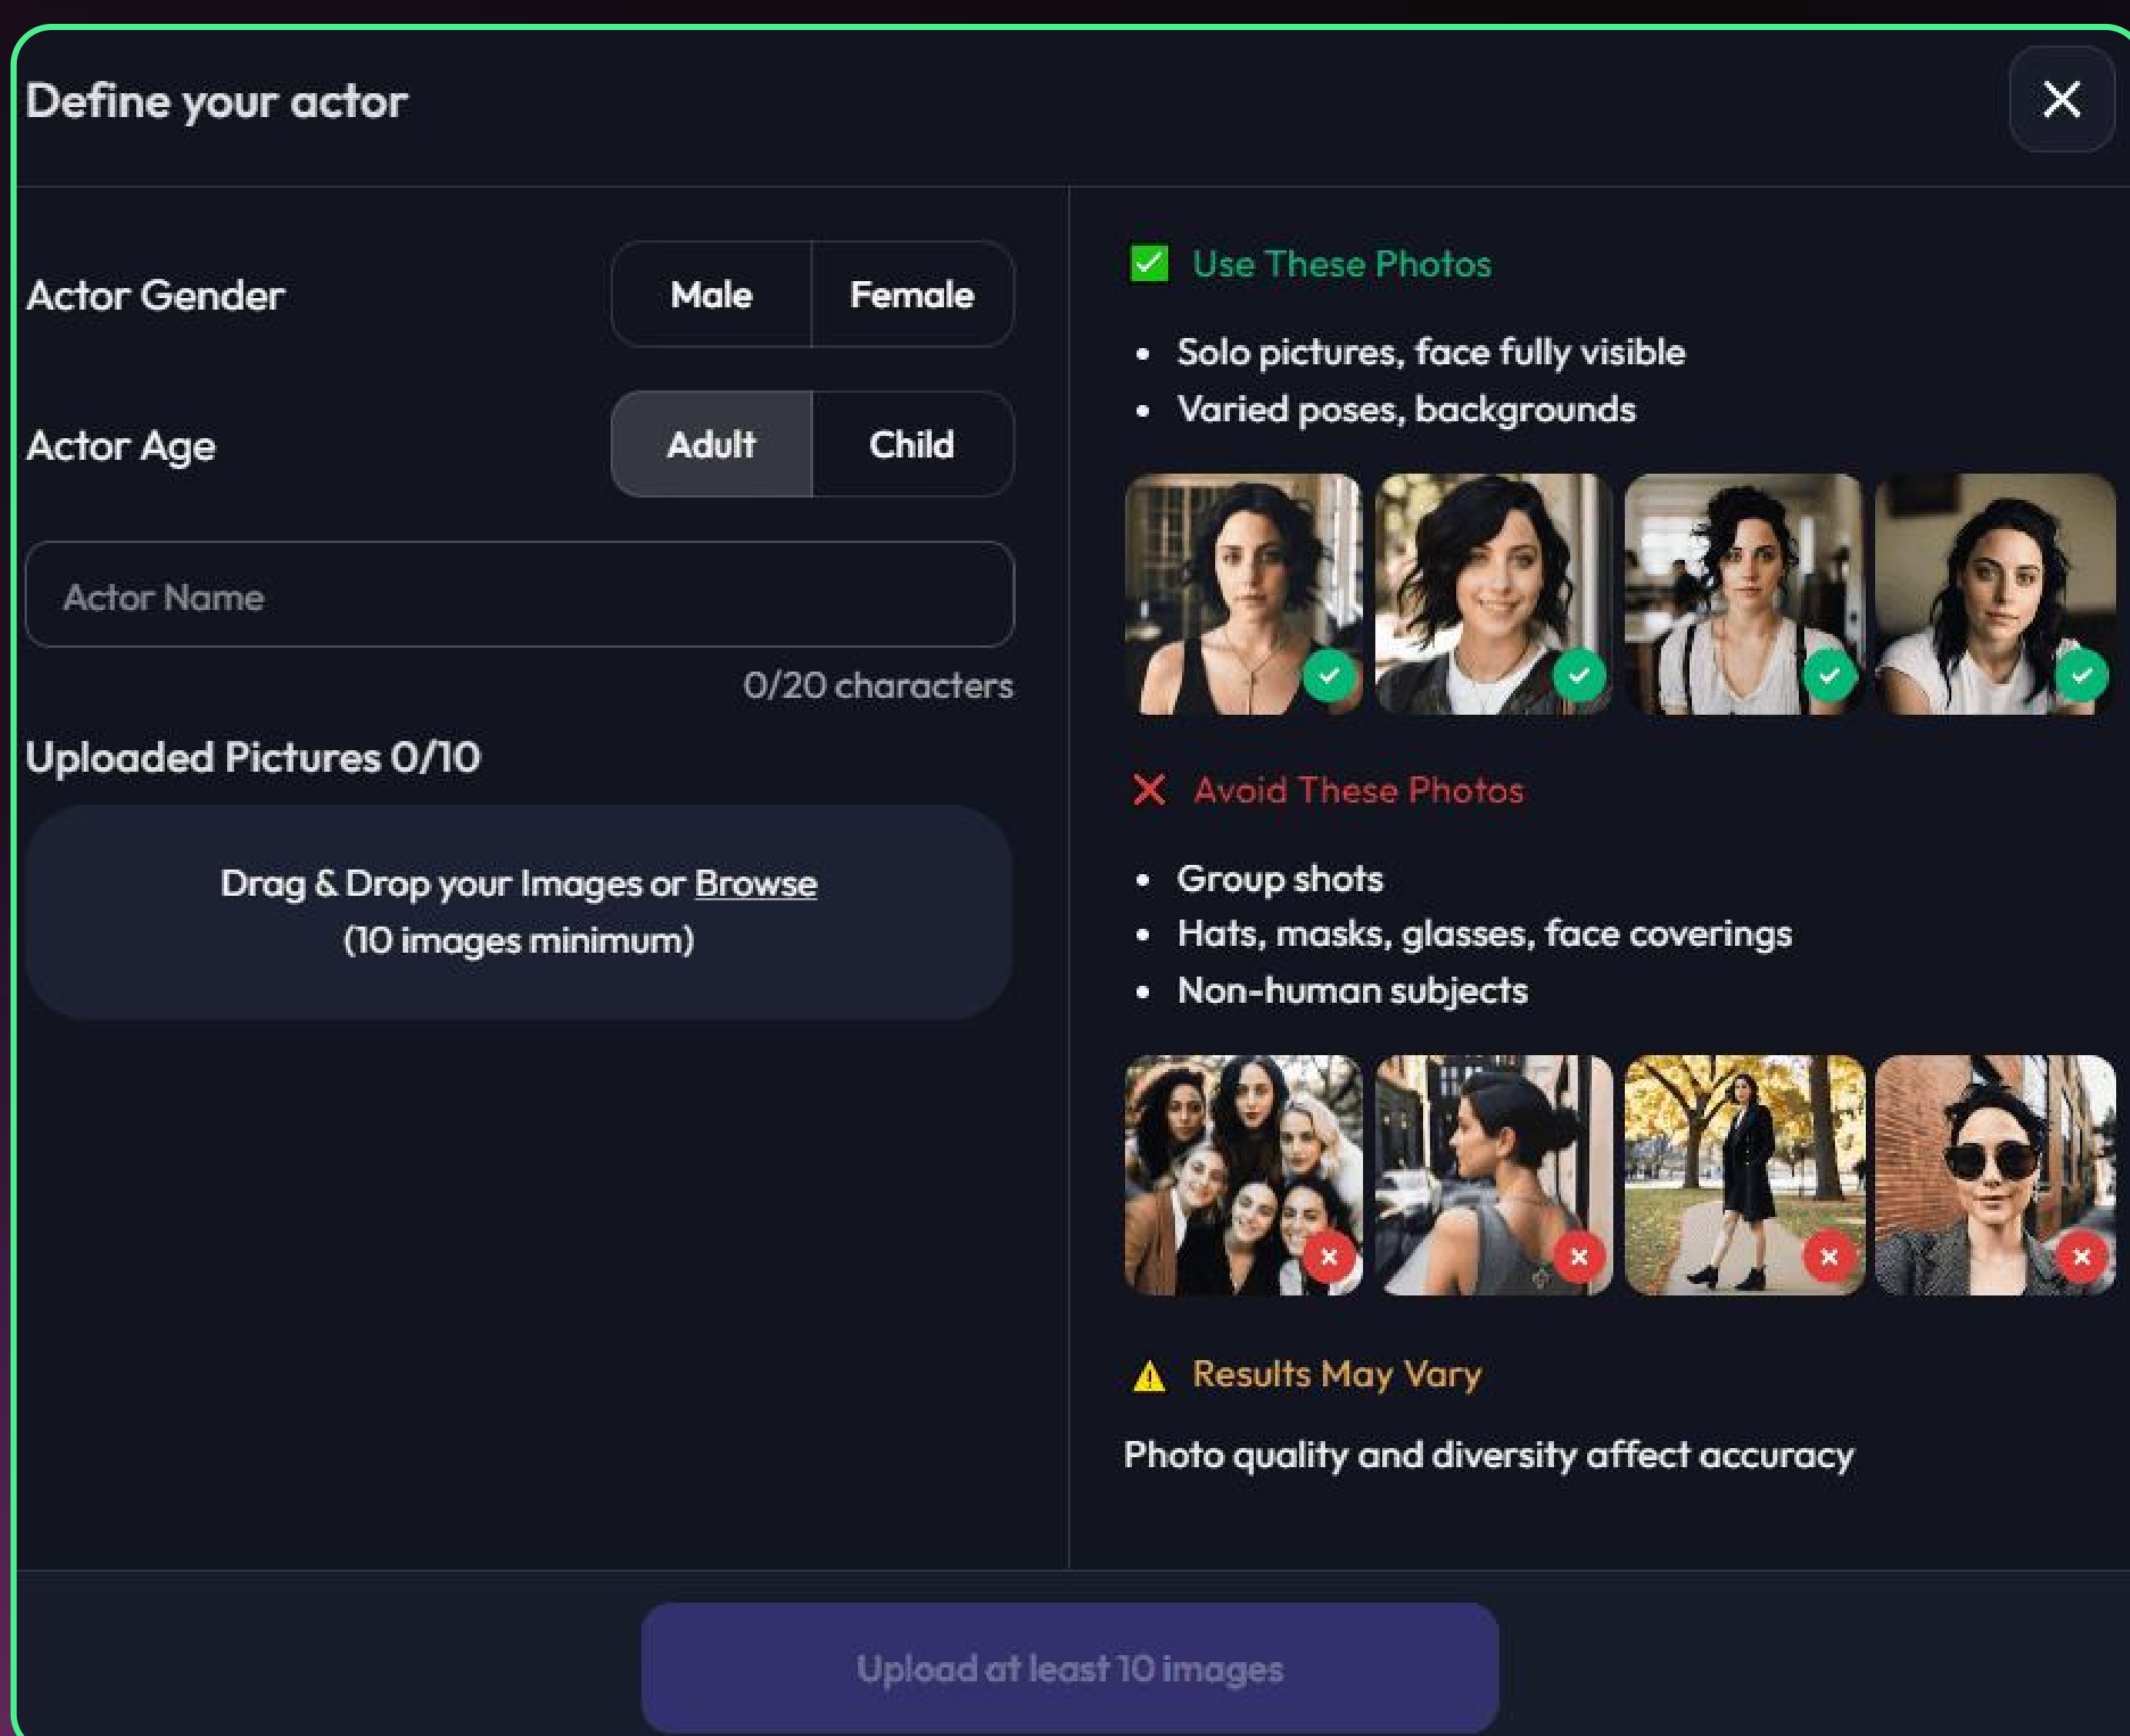 Define your actor
Actor Gender
Male
Female
Actor Age
Adult
Child
Actor Name
0/20 characters
Uploaded Pictures 0/10
Drag & Drop your Images or Browse
(10 images minimum)
Use These Photos
Solo pictures, face fully visible
Varied poses, backgrounds
Avoid These Photos
Group shots
Hats, masks, glasses, face coverings
Non-human subjects
Results May Vary
Photo quality and diversity affect accuracy
Upload at least 10 images